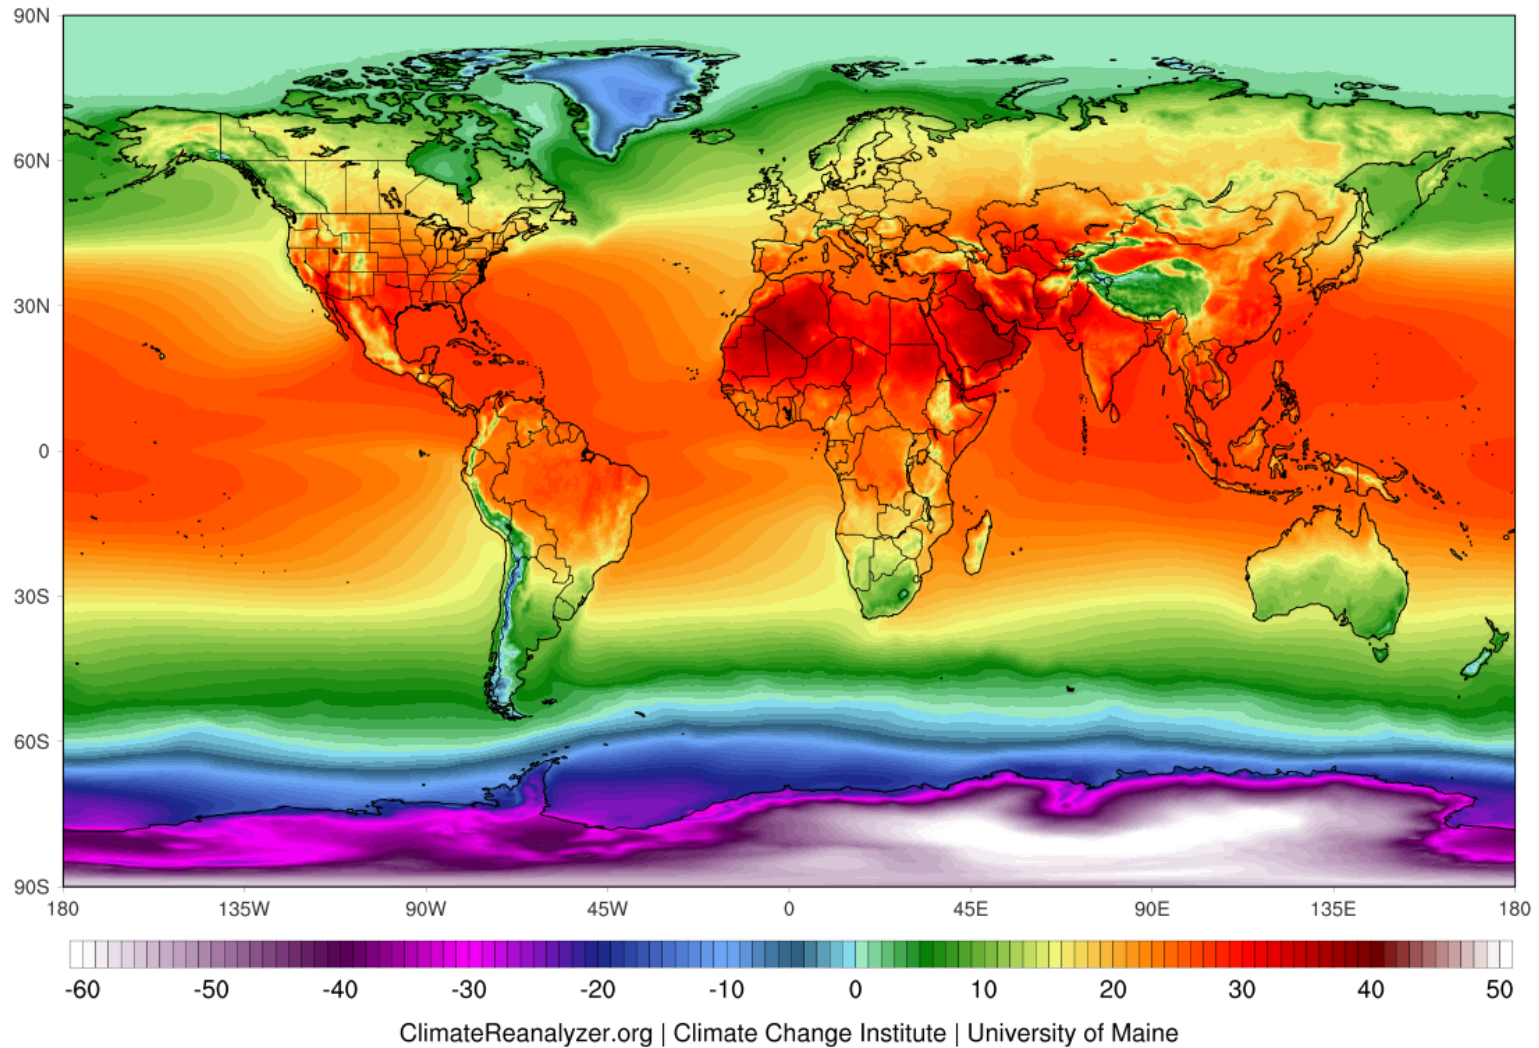 90N
60N
30N
0
30S
60S
90S
180 135W 90W 45W 0 45E 90E 135E 180
-60 -50 -40 -30 -20 -10 0 10 20 30 40 50
ClimateReanalyzer.org | Climate Change Institute | University of Maine